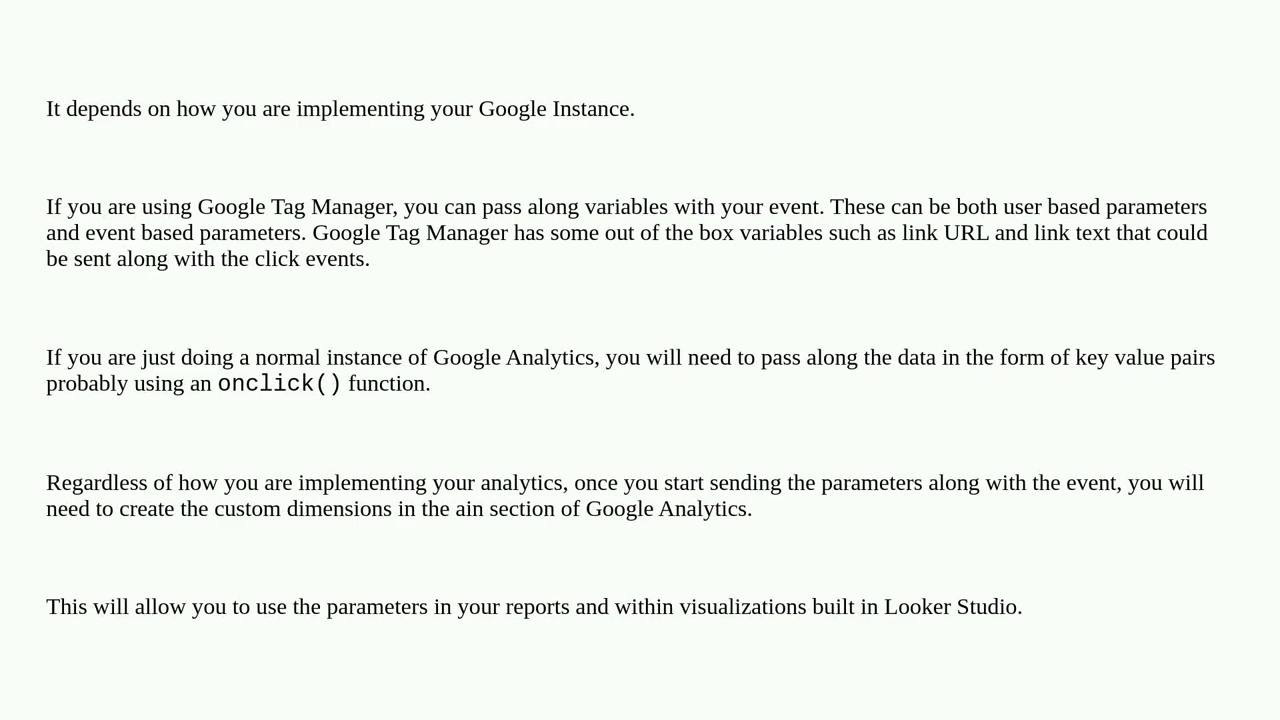 It depends on how you are implementing your Google Instance.
If you are using Google Tag Manager, you can pass along variables with your event. These can be both user based parameters
and event based parameters. Google Tag Manager has some out of the box variables such as link URL and link text that could
be sent along with the click events.
If you are just doing a normal instance of Google Analytics, you will need to pass along the data in the form of key value pairs
probably using an onclick() function.
Regardless of how you are implementing your analytics, once you start sending the parameters along with the event, you will
need to create the custom dimensions in the ain section of Google Analytics.
This will allow you to use the parameters in your reports and within visualizations built in Looker Studio.